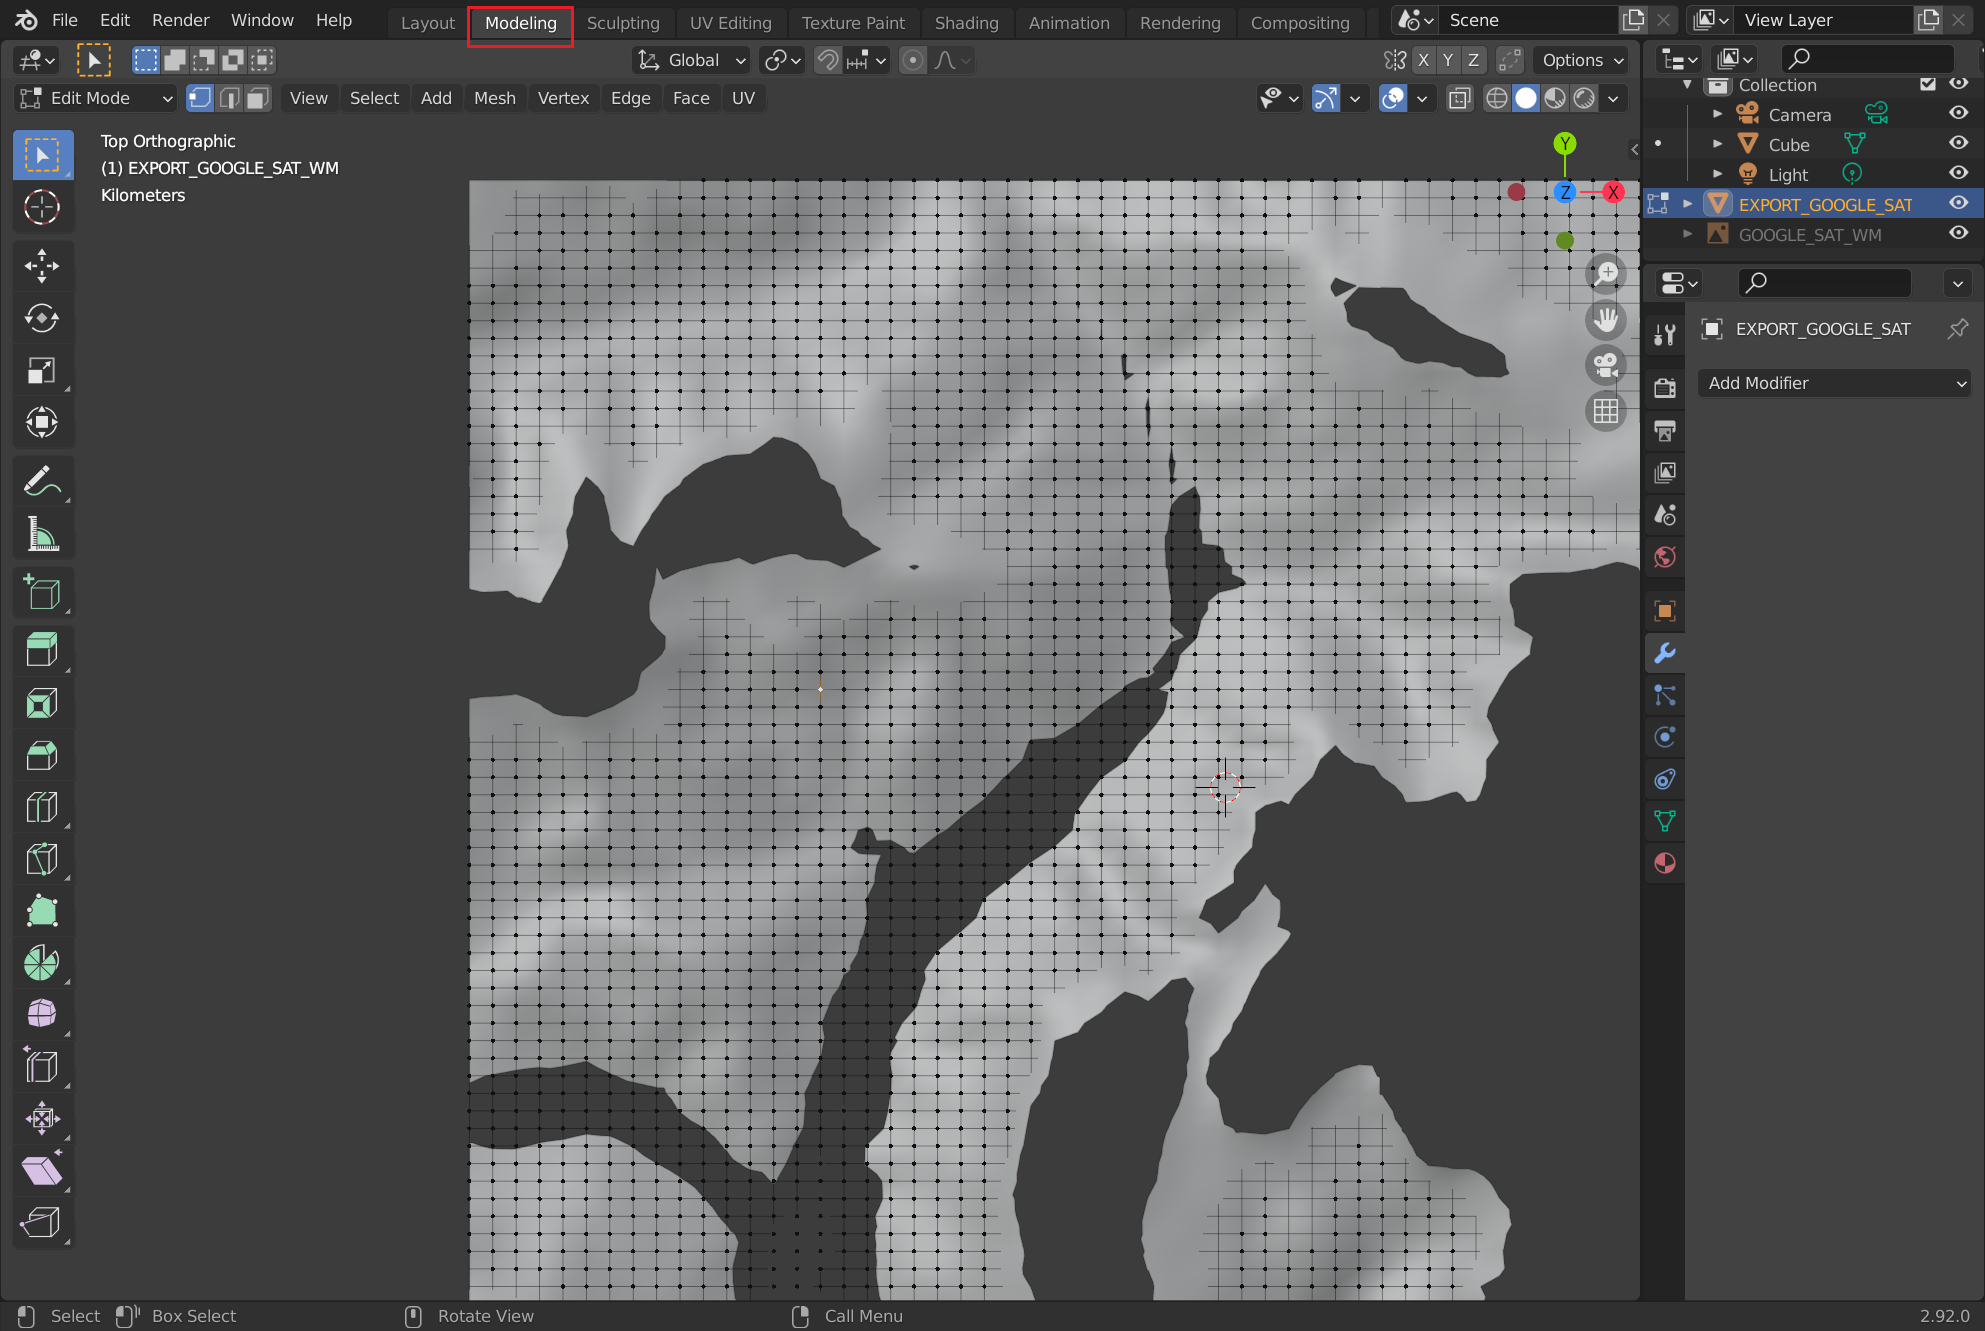 File Edit Render Window Help
Layout Modeling Sculpting UV Editing Texture Paint Shading Animation Rendering Compositing
Scene
View Layer
Global
X Y Z
Options
Edit Mode
View Select Add Mesh Vertex Edge Face UV
Top Orthographic
(1) EXPORT_GOOGLE_SAT_WM
Kilometers
Y
Z
X
Collection
Camera
Cube
Light
EXPORT_GOOGLE_SAT
GOOGLE_SAT_WM
EXPORT_GOOGLE_SAT
Add Modifier
Select Box Select Rotate View Call Menu 2.92.0